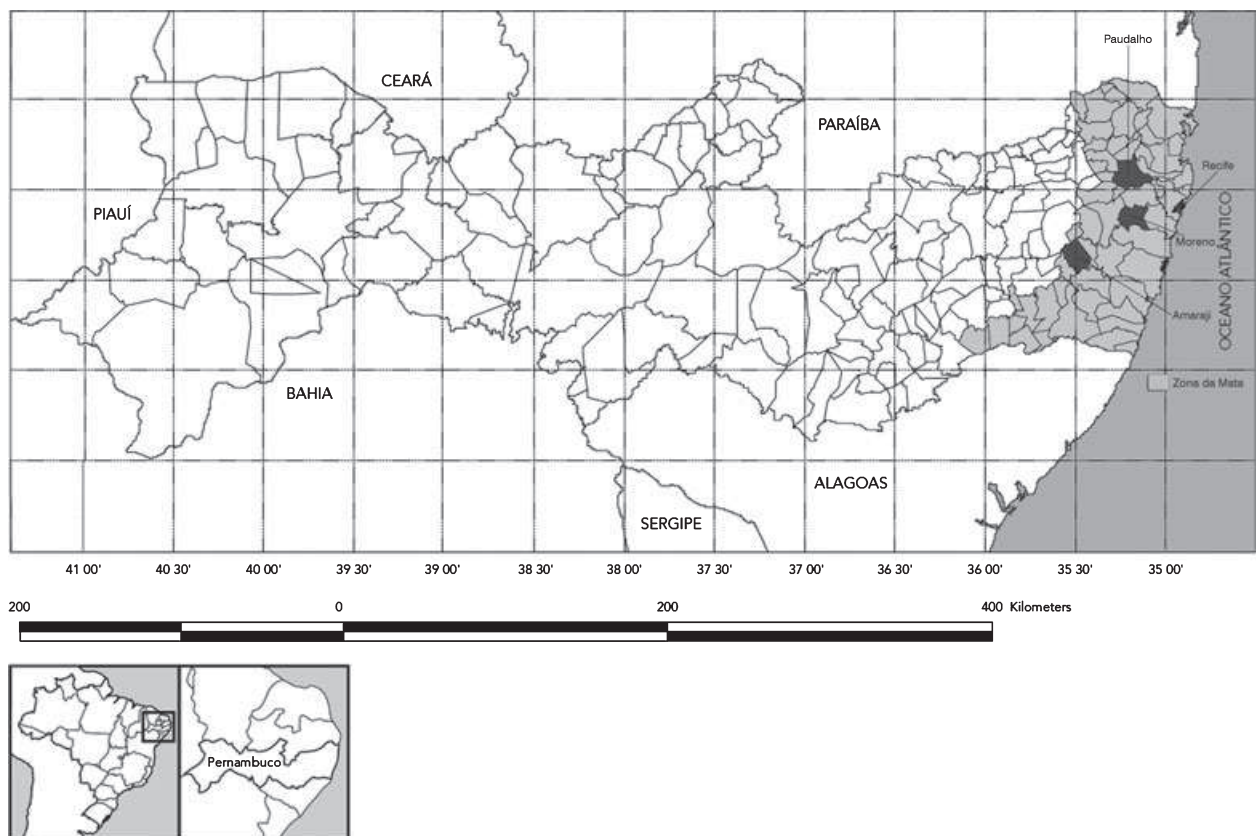 Paudalho
CEARÁ
PARAÍBA
Recife
PIAUÍ
OCEANO ATLÂNTICO
Moreno
Amaraji
Zona da Mata
BAHIA
ALAGOAS
SERGIPE
41 00' 40 30' 40 00' 39 30' 39 00' 38 30' 38 00' 37 30' 37 00' 36 30' 36 00' 35 30' 35 00'
200 0 200 400 Kilometers
Pernambuco